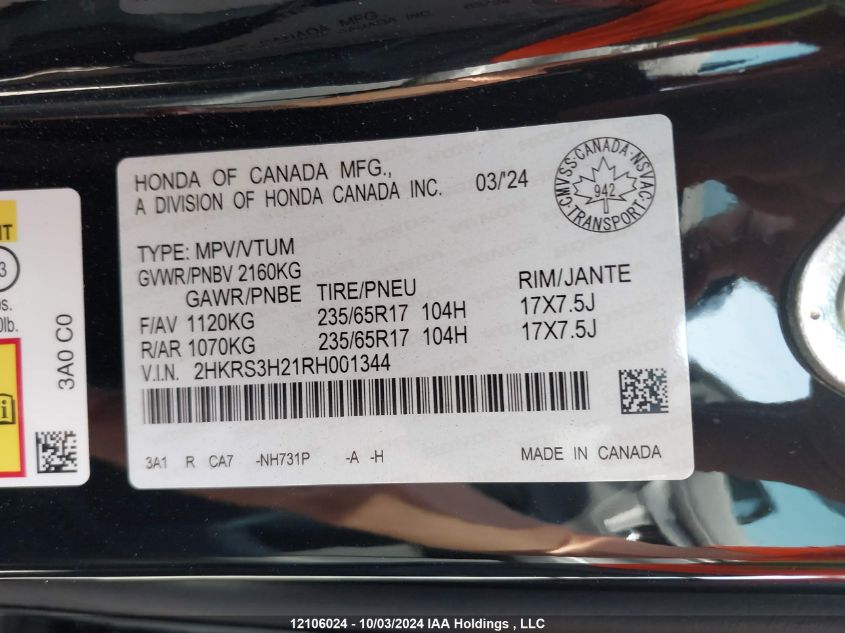 HONDA OF CANADA MFG.,
A DIVISION OF HONDA CANADA INC. 03/'24
CMVSS-CANADA-NSVAC
942
TRANSPORT
TYPE: MPV/VTUM
GVWR/PNBV 2160KG
GAWR/PNBE TIRE/PNEU RIM/JANTE
F/AV 1120KG 235/65R17 104H 17X7.5J
R/AR 1070KG 235/65R17 104H 17X7.5J
V.I.N. 2HKRS3H21RH001344
3A1 R CA7 -NH731P -A -H MADE IN CANADA
3A0 C0
12106024 - 10/03/2024 IAA Holdings , LLC